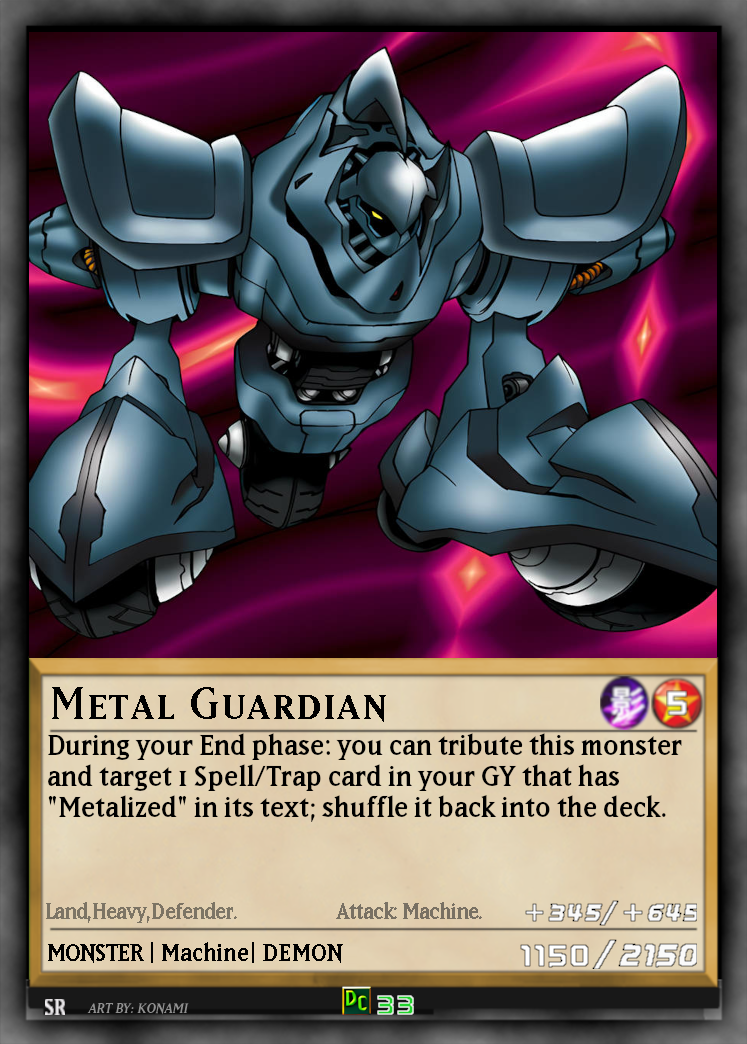 METAL GUARDIAN 影 5
During your End phase: you can tribute this monster
and target 1 Spell/Trap card in your GY that has
"Metalized" in its text; shuffle it back into the deck.
Land,Heavy,Defender. Attack: Machine. +345/+645
MONSTER | Machine| DEMON 1150/2150
SR ART BY: KONAMI DC 33